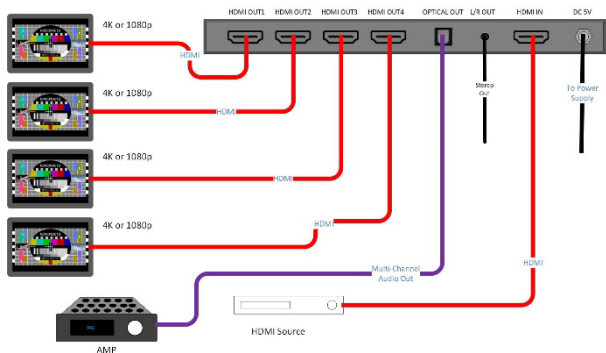 HDMI OUT1 HDMI OUT2 HDMI OUT3 HDMI OUT4 OPTICAL OUT L/R OUT HDMI IN DC 5V
4K or 1080p
HDMI
Stereo
Out
To Power
Supply
4K or 1080p
HDMI
4K or 1080p
HDMI
4K or 1080p
HDMI
HDMI
Multi-Channel
Audio Out
HDMI Source
AMP